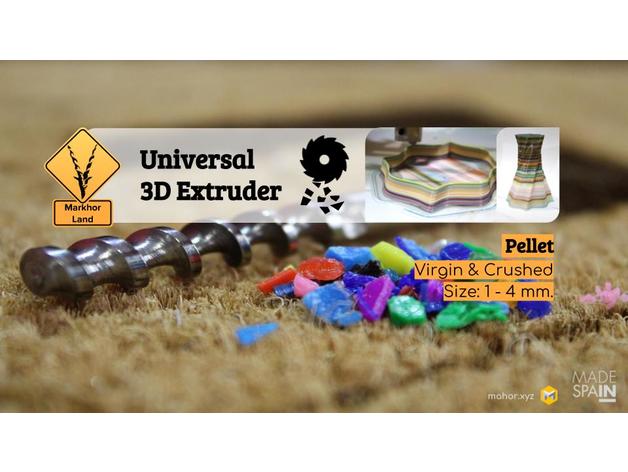 Universal
3D Extruder
Markhor
Land
Pellet
Virgin & Crushed
Size: 1 - 4 mm.
mahor.xyz
MADE
SPAIN